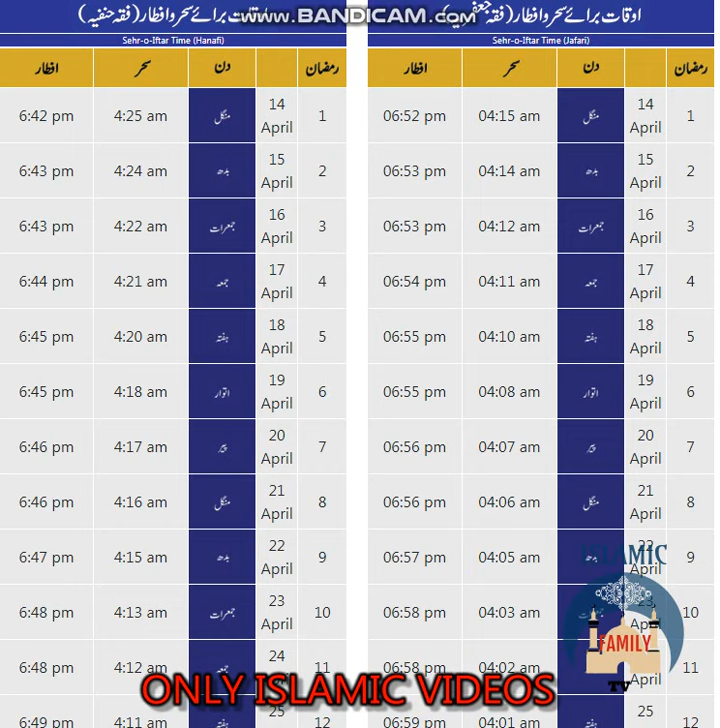 اوقات برائے سحر و افطار (فقہ حنفیہ)
اوقات برائے سحر و افطار (فقہ جعفریہ)
www.BANDICAM.com
Sehr-o-Iftar Time (Hanafi)
Sehr-o-Iftar Time (Jafari)
افطار سحر دن رمضان
6:42 pm 4:25 am منگل 14 April 1
6:43 pm 4:24 am بدھ 15 April 2
6:43 pm 4:22 am جمعرات 16 April 3
6:44 pm 4:21 am جمعہ 17 April 4
6:45 pm 4:20 am ہفتہ 18 April 5
6:45 pm 4:18 am اتوار 19 April 6
6:46 pm 4:17 am پیر 20 April 7
6:46 pm 4:16 am منگل 21 April 8
6:47 pm 4:15 am بدھ 22 April 9
6:48 pm 4:13 am جمعرات 23 April 10
6:48 pm 4:12 am جمعہ 24 11
6:49 pm 4:11 am ہفتہ 25 12
افطار سحر دن رمضان
06:52 pm 04:15 am منگل 14 April 1
06:53 pm 04:14 am بدھ 15 April 2
06:53 pm 04:12 am جمعرات 16 April 3
06:54 pm 04:11 am جمعہ 17 April 4
06:55 pm 04:10 am ہفتہ 18 April 5
06:55 pm 04:08 am اتوار 19 April 6
06:56 pm 04:07 am پیر 20 April 7
06:56 pm 04:06 am منگل 21 April 8
06:57 pm 04:05 am بدھ 22 April 9
06:58 pm 04:03 am 23 10
06:58 pm 04:02 am April 11
06:59 pm 04:01 am ہفتہ 25 12
ISLAMIC
FAMILY
TV
ONLY ISLAMIC VIDEOS